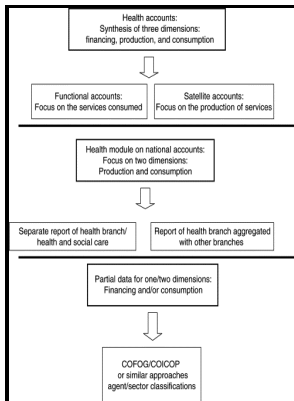 Health accounts:
Synthesis of three dimensions:
financing, production, and consumption
Functional accounts:
Focus on the services consumed
Satellite accounts:
Focus on the production of services
Health module on national accounts:
Focus on two dimensions:
Production and consumption
Separate report of health branch/
health and social care
Report of health branch aggregated
with other branches
Partial data for one/two dimensions:
Financing and/or consumption
COFOG/COICOP
or similar approaches
agent/sector classifications